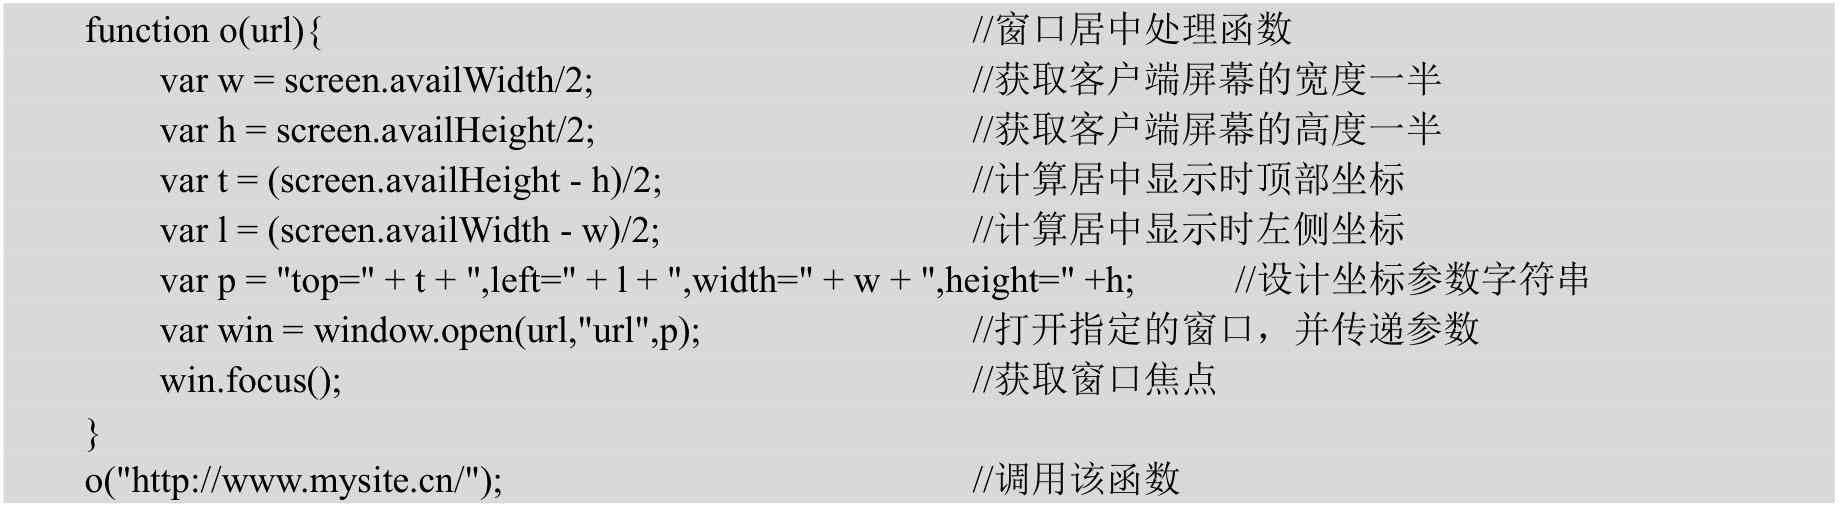 function o(url){ //窗口居中处理函数
var w = screen.availWidth/2; //获取客户端屏幕的宽度一半
var h = screen.availHeight/2; //获取客户端屏幕的高度一半
var t = (screen.availHeight - h)/2; //计算居中显示时顶部坐标
var l = (screen.availWidth - w)/2; //计算居中显示时左侧坐标
var p = "top=" + t + ",left=" + l + ",width=" + w + ",height=" +h; //设计坐标参数字符串
var win = window.open(url,"url",p); //打开指定的窗口，并传递参数
win.focus(); //获取窗口焦点
}
o("http://www.mysite.cn/"); //调用该函数